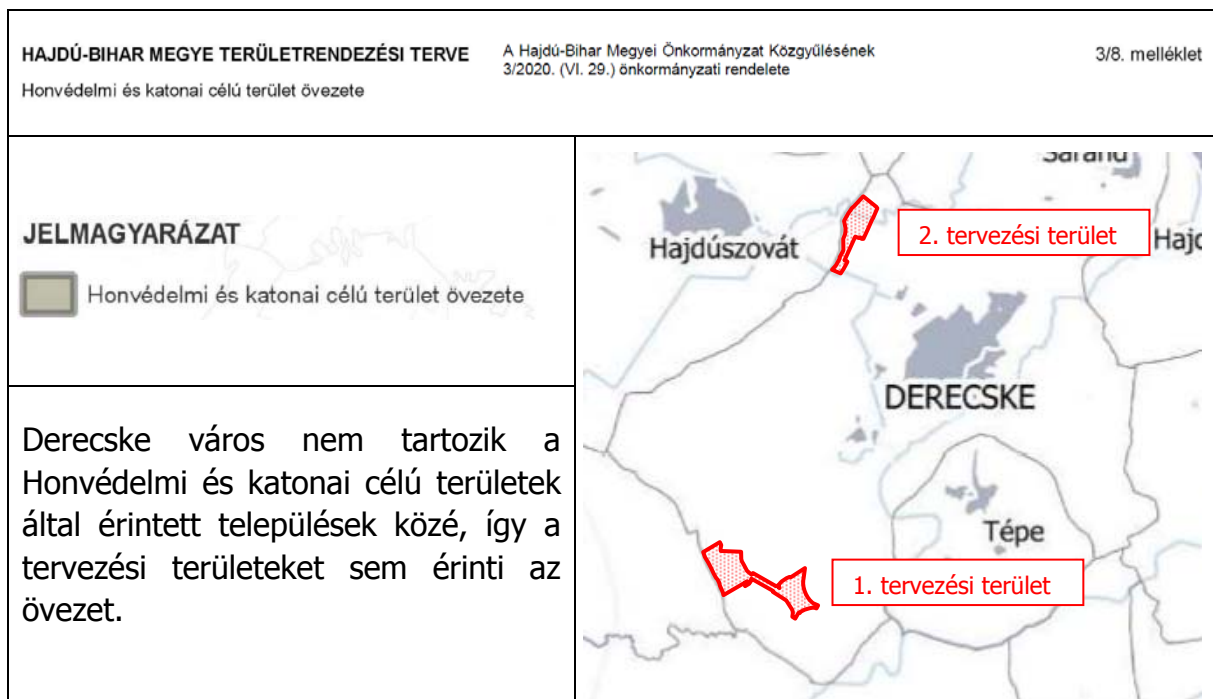 HAJDÚ-BIHAR MEGYE TERÜLETRENDEZÉSI TERVE
Honvédelmi és katonai célú terület övezete
A Hajdú-Bihar Megyei Önkormányzat Közgyűlésének
3/2020. (VI. 29.) önkormányzati rendelete
3/8. melléklet
JELMAGYARÁZAT
Honvédelmi és katonai célú terület övezete
Derecske város nem tartozik a
Honvédelmi és katonai célú területek
által érintett települések közé, így a
tervezési területeket sem érinti az
övezet.
Hajdúszovát
2. tervezési terület
DERECSKE
Tépe
1. tervezési terület